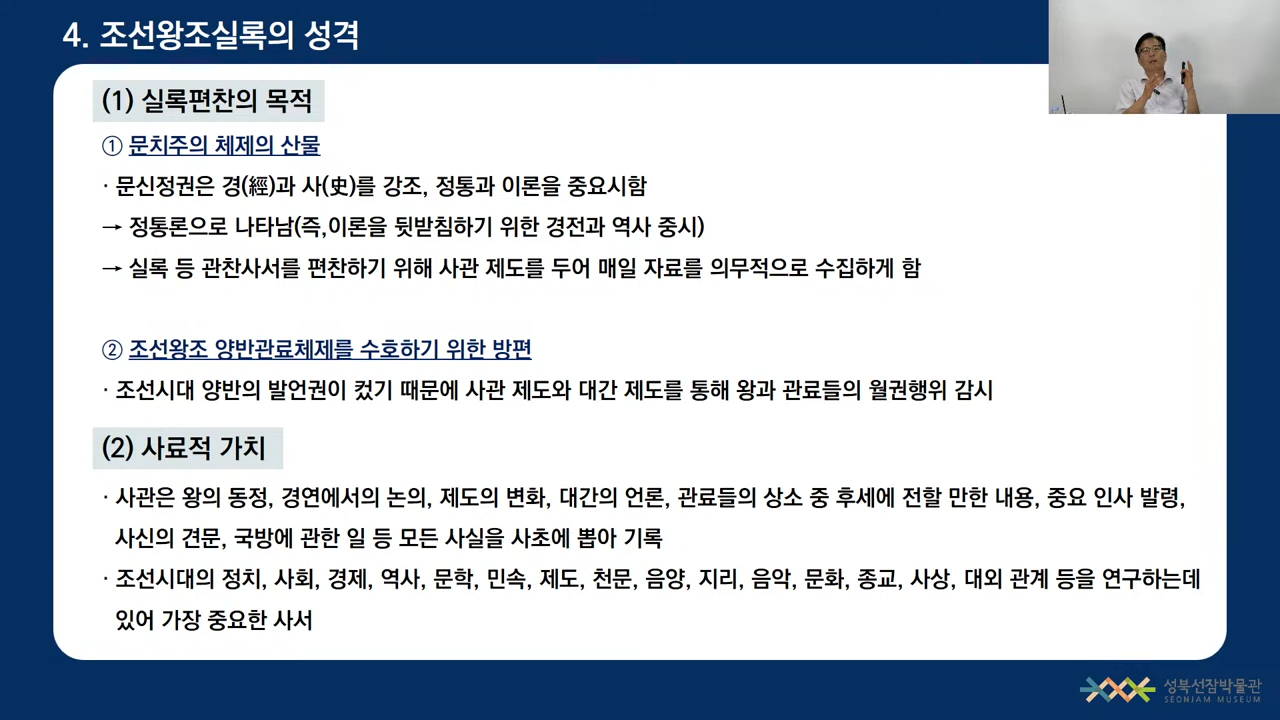 4. 조선왕조실록의 성격
(1) 실록편찬의 목적
① 문치주의 체제의 산물
· 문신정권은 경(經)과 사(史)를 강조, 정통과 이론을 중요시함
→ 정통론으로 나타남(즉,이론을 뒷받침하기 위한 경전과 역사 중시)
→ 실록 등 관찬사서를 편찬하기 위해 사관 제도를 두어 매일 자료를 의무적으로 수집하게 함
② 조선왕조 양반관료체제를 수호하기 위한 방편
· 조선시대 양반의 발언권이 컸기 때문에 사관 제도와 대간 제도를 통해 왕과 관료들의 월권행위 감시
(2) 사료적 가치
· 사관은 왕의 동정, 경연에서의 논의, 제도의 변화, 대간의 언론, 관료들의 상소 중 후세에 전할 만한 내용, 중요 인사 발령,
사신의 견문, 국방에 관한 일 등 모든 사실을 사초에 뽑아 기록
· 조선시대의 정치, 사회, 경제, 역사, 문학, 민속, 제도, 천문, 음양, 지리, 음악, 문화, 종교, 사상, 대외 관계 등을 연구하는데
있어 가장 중요한 사서
성북선잠박물관
SEONJAM MUSEUM